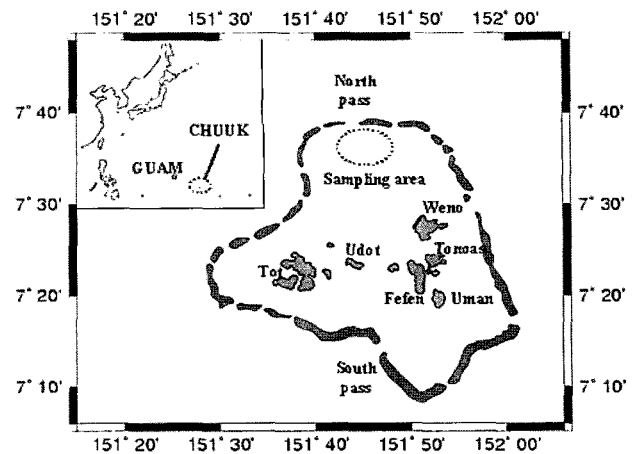 151° 20' 151° 30' 151° 40' 151° 50' 152° 00'
North
pass
7° 40' 7° 40'
CHUUK
GUAM
Sampling area
7° 30' 7° 30'
Weno
Udot
Tonoas
Tol
7° 20' 7° 20'
Fefen Uman
South
pass
7° 10' 7° 10'
151° 20' 151° 30' 151° 40' 151° 50' 152° 00'